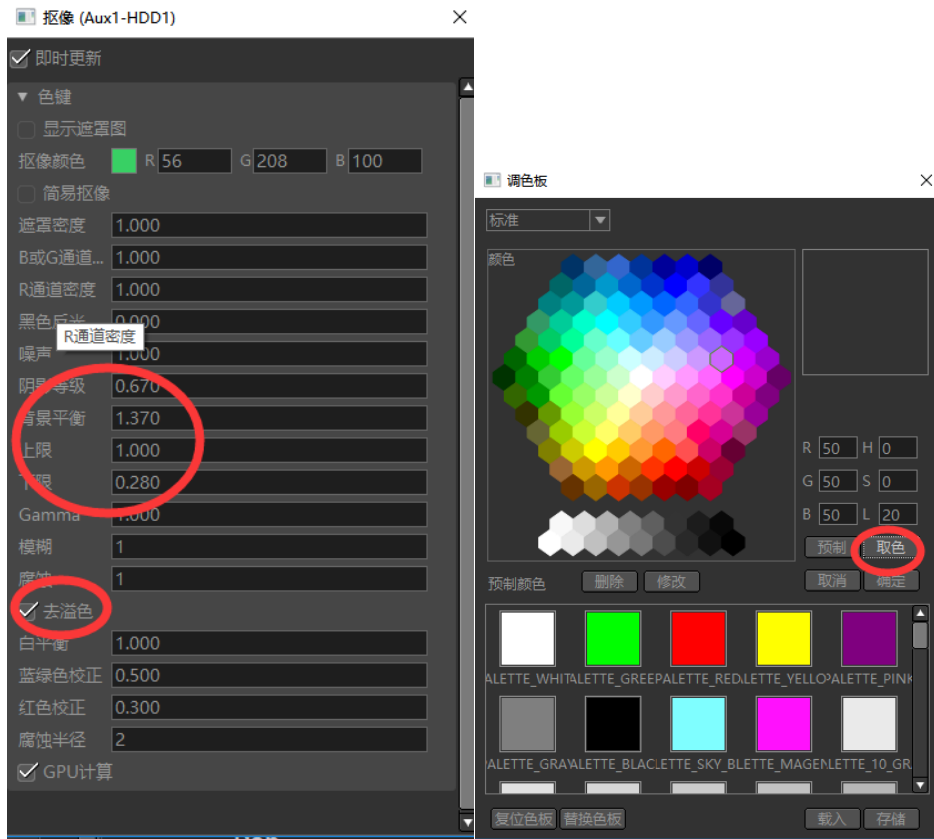 抠像 (Aux1-HDD1)
即时更新
色键
显示遮罩图
抠像颜色 R 56 G 208 B 100
简易抠像
遮罩密度 1.000
B或G通道... 1.000
R通道密度 1.000
黑色反光 0.000
R通道密度
噪声 1.000
阴影等级 0.670
背景平衡 1.370
上限 1.000
下限 0.280
Gamma 1.000
模糊 1
腐蚀 1
去溢色
白平衡 1.000
蓝绿色校正 0.500
红色校正 0.300
腐蚀半径 2
GPU计算
调色板
标准
颜色
R 50 H 0
G 50 S 0
B 50 L 20
预制 取色
预制颜色 删除 修改 取消 确定
ALETTE_WHIT ALETTE_GREE PALETTE_RED ALETTE_YELLO PALETTE_PINK
ALETTE_GRA ALETTE_BLAC LETTE_SKY_B LETTE_MAGEN LETTE_10_GR
复位色板 替换色板 载入 存储